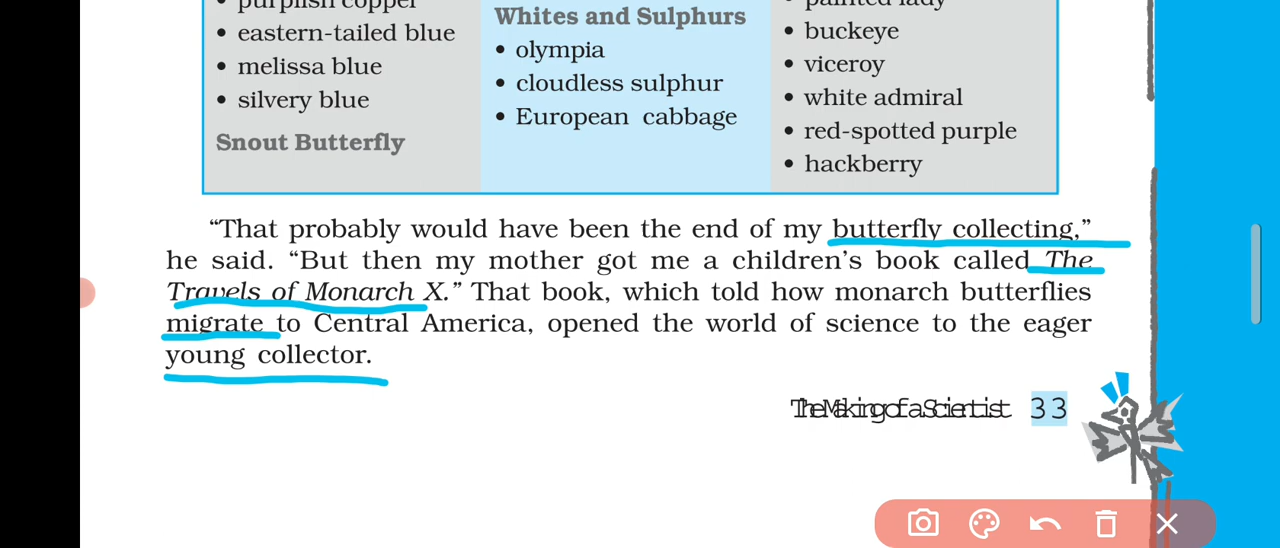 • purplish copper
• eastern-tailed blue
• melissa blue
• silvery blue
Snout Butterfly
Whites and Sulphurs
• olympia
• cloudless sulphur
• European cabbage
• painted lady
• buckeye
• viceroy
• white admiral
• red-spotted purple
• hackberry
“That probably would have been the end of my butterfly collecting,”
he said. “But then my mother got me a children’s book called The
Travels of Monarch X.” That book, which told how monarch butterflies
migrate to Central America, opened the world of science to the eager
young collector.
The Making of a Scientist 33